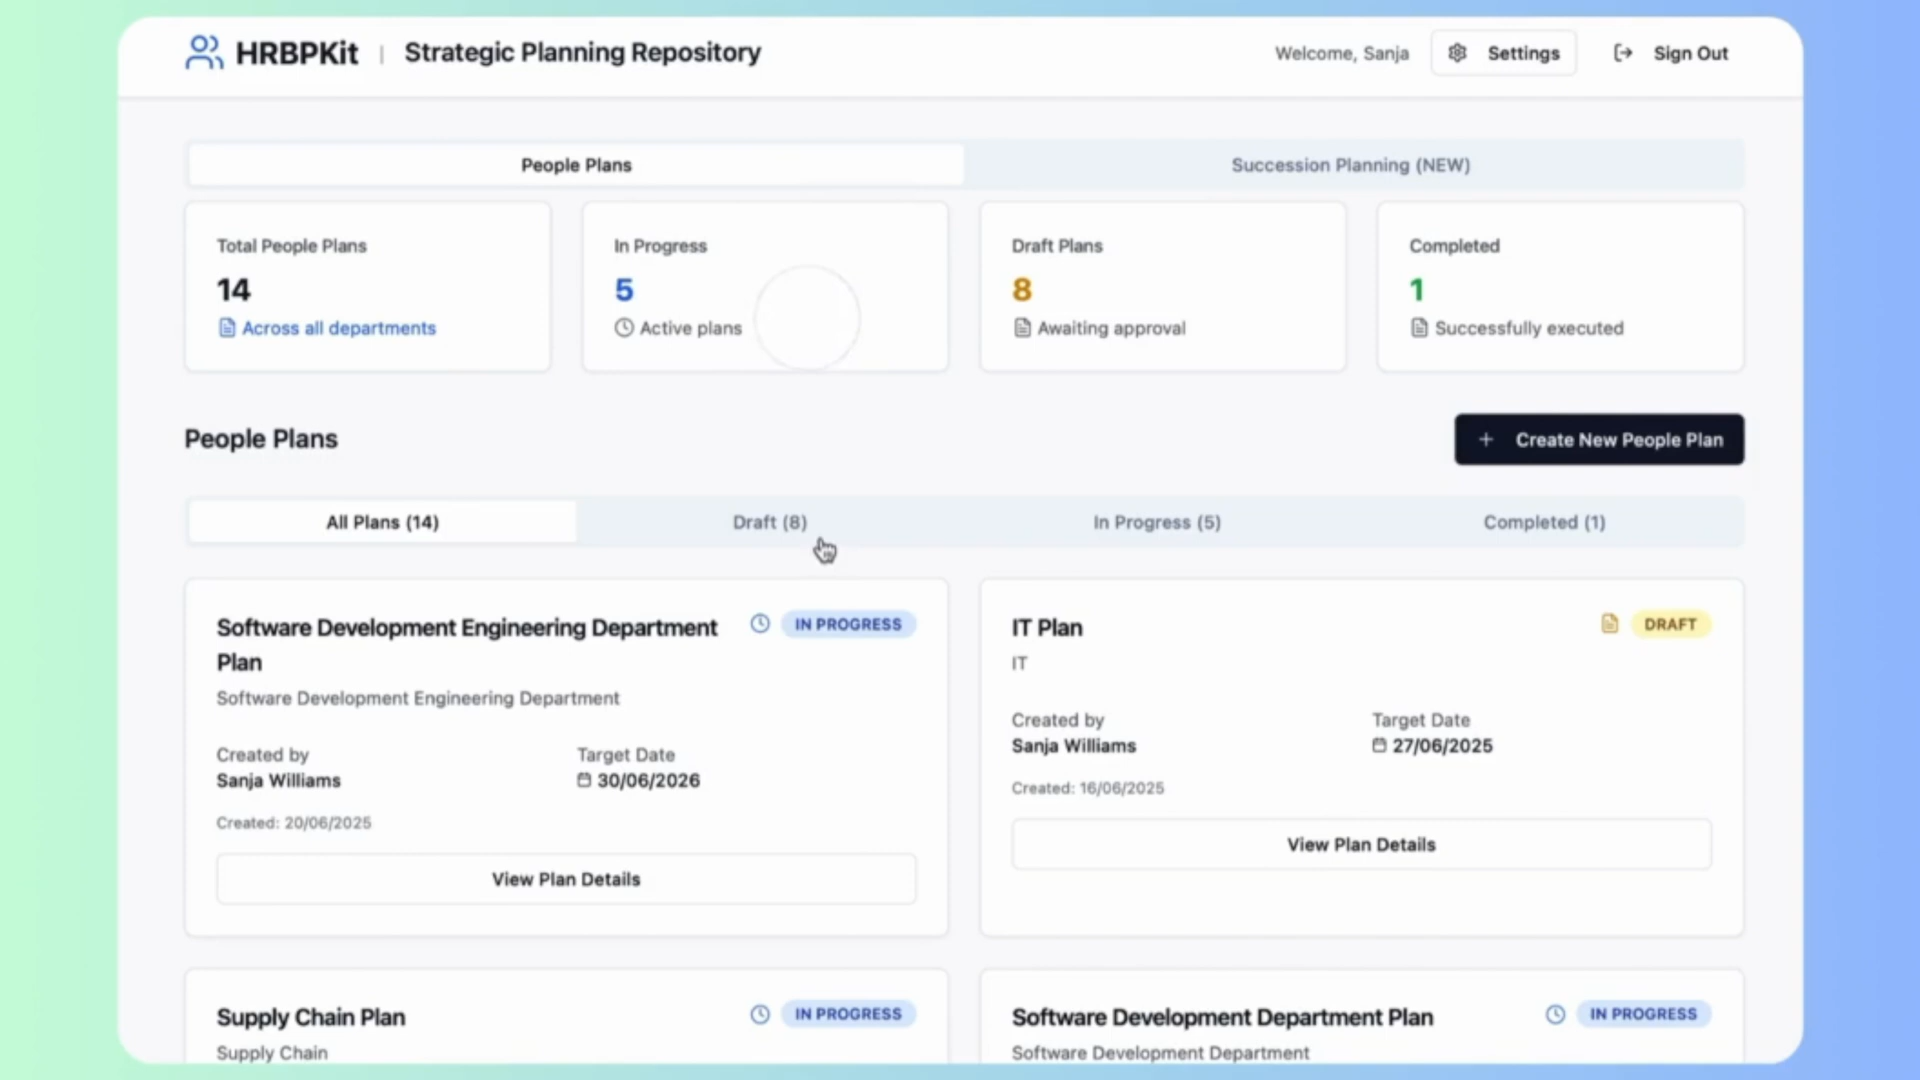 HRBPKit | Strategic Planning Repository
Welcome, Sanja
Settings
Sign Out
People Plans
Succession Planning (NEW)
Total People Plans
14
Across all departments
In Progress
5
Active plans
Draft Plans
8
Awaiting approval
Completed
1
Successfully executed
People Plans
+ Create New People Plan
All Plans (14)
Draft (8)
In Progress (5)
Completed (1)
Software Development Engineering Department
Plan
IN PROGRESS
Software Development Engineering Department
Created by
Sanja Williams
Target Date
30/06/2026
Created: 20/06/2025
View Plan Details
IT Plan
DRAFT
IT
Created by
Sanja Williams
Target Date
27/06/2025
Created: 16/06/2025
View Plan Details
Supply Chain Plan
IN PROGRESS
Supply Chain
Software Development Department Plan
IN PROGRESS
Software Development Department